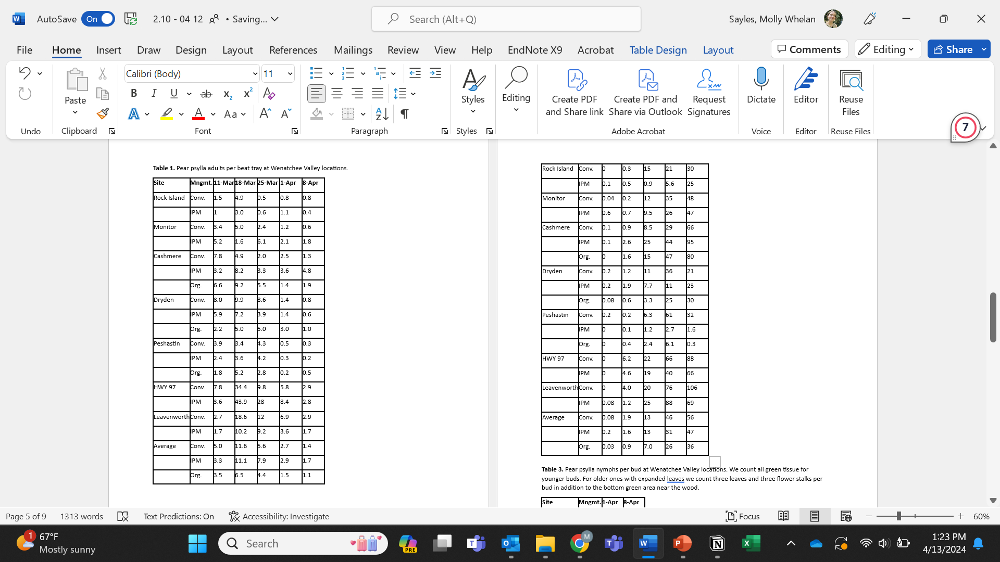 AutoSave On 2.10 - 04 12 • Saving... Search (Alt+Q) Sayles, Molly Whelan
File Home Insert Draw Design Layout References Mailings Review View Help EndNote X9 Acrobat Table Design Layout Comments Editing Share
Calibri (Body) 11
Paste
B I U ab x₂ x² A
A A Aa A A
Styles
Editing
Create PDF and Share link
Create PDF and Share via Outlook
Request Signatures
Dictate
Editor
Reuse Files
7
Undo Clipboard Font Paragraph Styles Adobe Acrobat Voice Editor Reuse Files
Table 1. Pear psylla adults per beat tray at Wenatchee Valley locations.
Site Mngmt. 11-Mar 18-Mar 25-Mar 1-Apr 8-Apr
Rock Island Conv. 1.5 4.9 0.5 0.8 0.8
IPM 1 3.0 0.6 1.1 0.4
Monitor Conv. 3.4 5.0 2.4 1.2 0.6
IPM 5.2 1.6 6.1 2.1 1.8
Cashmere Conv. 7.8 4.9 2.0 2.5 1.3
IPM 3.2 8.2 3.3 3.6 4.8
Org. 6.6 9.2 5.5 1.4 1.9
Dryden Conv. 8.0 9.9 8.6 1.4 0.8
IPM 5.9 7.2 3.9 1.4 0.6
Org. 2.2 5.0 5.0 3.0 1.0
Peshastin Conv. 3.9 3.4 4.3 0.5 0.3
IPM 2.4 3.6 4.2 0.3 0.2
Org. 1.8 5.2 2.8 0.2 0.5
HWY 97 Conv. 7.8 34.4 9.8 5.8 2.9
IPM 3.6 43.9 28 8.4 2.8
Leavenworth Conv. 2.7 18.6 12 6.9 2.9
IPM 1.7 10.2 9.2 3.6 1.7
Average Conv. 5.0 11.6 5.6 2.7 1.4
IPM 3.3 11.1 7.9 2.9 1.7
Org. 3.5 6.5 4.4 1.5 1.1
Rock Island Conv. 0 0.3 15 21 30
IPM 0.1 0.5 0.9 5.6 25
Monitor Conv. 0.04 0.2 12 35 48
IPM 0.6 0.7 9.5 26 47
Cashmere Conv. 0.1 0.9 8.5 29 66
IPM 0.1 2.6 25 44 95
Org. 0 1.6 15 47 80
Dryden Conv. 0.2 1.2 11 36 21
IPM 0.2 1.9 7.7 11 23
Org. 0.08 0.6 3.3 25 30
Peshastin Conv. 0.2 0.2 6.3 61 32
IPM 0 0.1 1.2 2.7 1.6
Org. 0 0.4 2.4 6.1 0.3
HWY 97 Conv. 0 6.2 22 66 88
IPM 0 4.6 19 40 66
Leavenworth Conv. 0 4.0 20 76 106
IPM 0.08 1.2 25 88 69
Average Conv. 0.08 1.9 13 46 56
IPM 0.2 1.6 13 31 47
Org. 0.03 0.9 7.0 26 36
Table 3. Pear psylla nymphs per bud at Wenatchee Valley locations. We count all green tissue for
younger buds. For older ones with expanded leaves we count three leaves and three flower stalks per
bud in addition to the bottom green area near the wood.
Site Mngmt. 1-Apr 8-Apr
Page 5 of 9 1313 words Text Predictions: On Accessibility: Investigate Focus 60%
1 67°F
Mostly sunny
Search
PRE
M
1:23 PM
4/13/2024